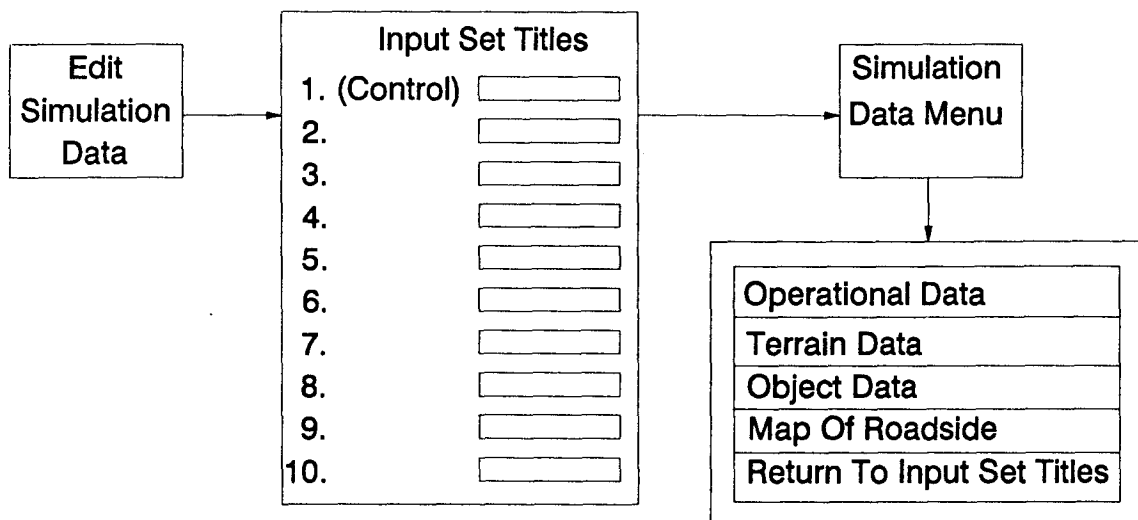 Edit
Simulation
Data
Input Set Titles
1. (Control)
2.
3.
4.
5.
6.
7.
8.
9.
10.
Simulation
Data Menu
Operational Data
Terrain Data
Object Data
Map Of Roadside
Return To Input Set Titles